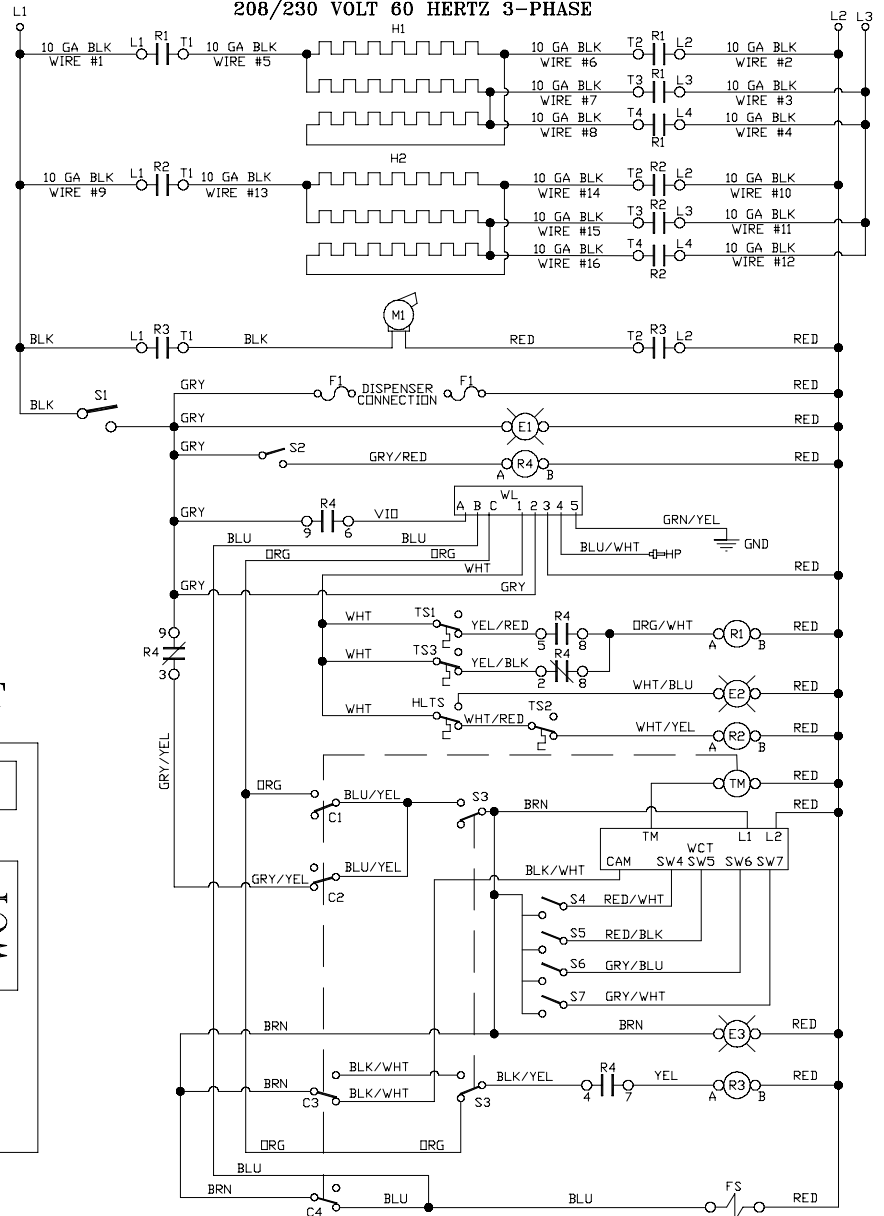 208/230 VOLT 60 HERTZ 3-PHASE
L1 L2 L3
H1
10 GA BLK L1 R1 T1 10 GA BLK 10 GA BLK T2 R1 L2 10 GA BLK
WIRE #1 WIRE #5 WIRE #6 WIRE #2
10 GA BLK T3 R1 L3 10 GA BLK
WIRE #7 WIRE #3
10 GA BLK T4 L4 10 GA BLK
WIRE #8 R1 WIRE #4
H2
10 GA BLK L1 R2 T1 10 GA BLK 10 GA BLK T2 R2 L2 10 GA BLK
WIRE #9 WIRE #13 WIRE #14 WIRE #10
10 GA BLK T3 R2 L3 10 GA BLK
WIRE #15 WIRE #11
10 GA BLK T4 L4 10 GA BLK
WIRE #16 R2 WIRE #12
M1
BLK L1 R3 T1 BLK RED T2 R3 L2 RED
GRY F1 DISPENSER F1 RED
CONNECTION
BLK S1
GRY E1 RED
GRY S2 GRY/RED A R4 B RED
WL
A B C 1 2 3 4 5
GRY 9 R4 6 VIO
GRN/YEL
GND
BLU BLU
ORG ORG
BLU/WHT HP
WHT RED
GRY GRY
WHT TS1 YEL/RED 5 R4 8 ORG/WHT A R1 B RED
9 R4 3
WHT TS3 YEL/BLK 2 R4 8
WHT/BLU E2 RED
WHT HLTS WHT/RED TS2 WHT/YEL A R2 B RED
GRY/YEL
TM RED
ORG C1 BLU/YEL S3 BRN RED
TM L1 L2
WCT
CAM SW4 SW5 SW6 SW7
GRY/YEL C2 BLU/YEL BLK/WHT
S4 RED/WHT
S5 RED/BLK
S6 GRY/BLU
S7 GRY/WHT
WCT
BRN BRN E3 RED
BLK/WHT
BRN C3 BLK/WHT S3 BLK/YEL 4 R4 7 YEL A R3 B RED
ORG ORG
BLU
BRN C4 BLU BLU FS RED